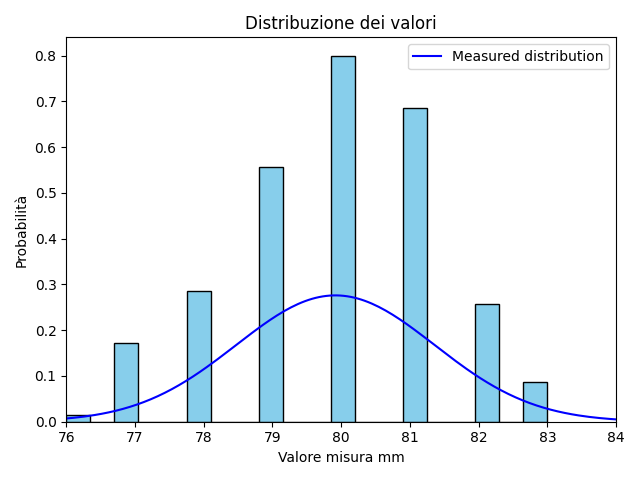 Distribuzione dei valori
Measured distribution
0.8
0.7
0.6
0.5
0.4
0.3
0.2
0.1
0.0
Probabilità
76 77 78 79 80 81 82 83 84
Valore misura mm